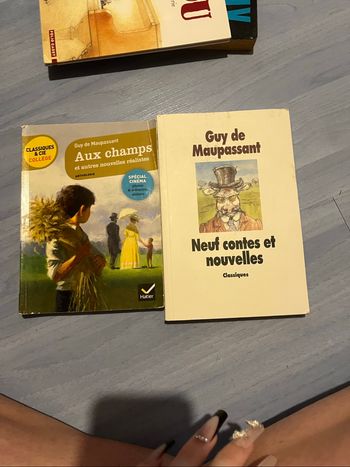 CLASSIQUES & CIE
COLLÈGE
Guy de Maupassant
Aux champs
et autres nouvelles réalistes
ANTHOLOGIE
SPÉCIAL
CINÉMA
Hatier
Guy de
Maupassant
Neuf contes et
nouvelles
Classiques